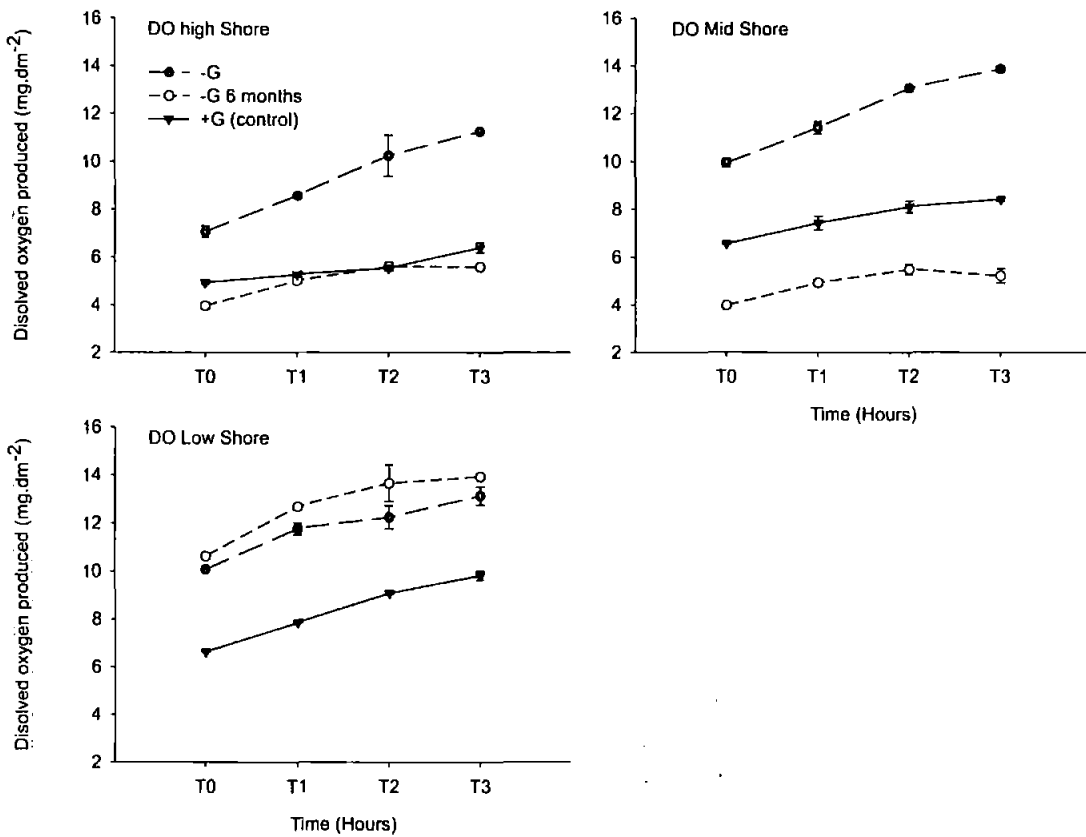 DO high Shore
-G
-G 6 months
+G (control)
Disolved oxygen produced (mg.dm-2)
16
14
12
10
8
6
4
2
T0 T1 T2 T3
DO Mid Shore
16
14
12
10
8
6
4
2
T0 T1 T2 T3
Time (Hours)
DO Low Shore
Disolved oxygen produced (mg.dm-2)
16
14
12
10
8
6
4
2
T0 T1 T2 T3
Time (Hours)